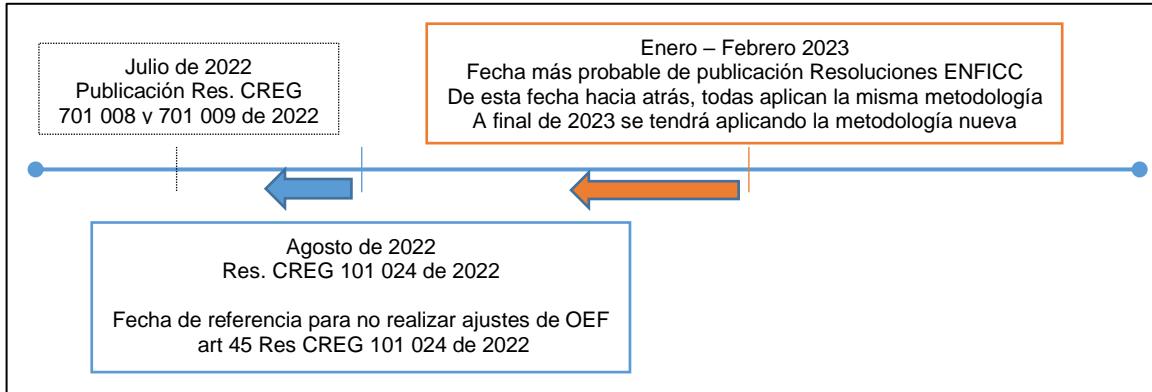 Julio de 2022
Publicación Res. CREG
701 008 v 701 009 de 2022
Enero – Febrero 2023
Fecha más probable de publicación Resoluciones ENFICC
De esta fecha hacia atrás, todas aplican la misma metodología
A final de 2023 se tendrá aplicando la metodología nueva
Agosto de 2022
Res. CREG 101 024 de 2022
Fecha de referencia para no realizar ajustes de OEF
art 45 Res CREG 101 024 de 2022